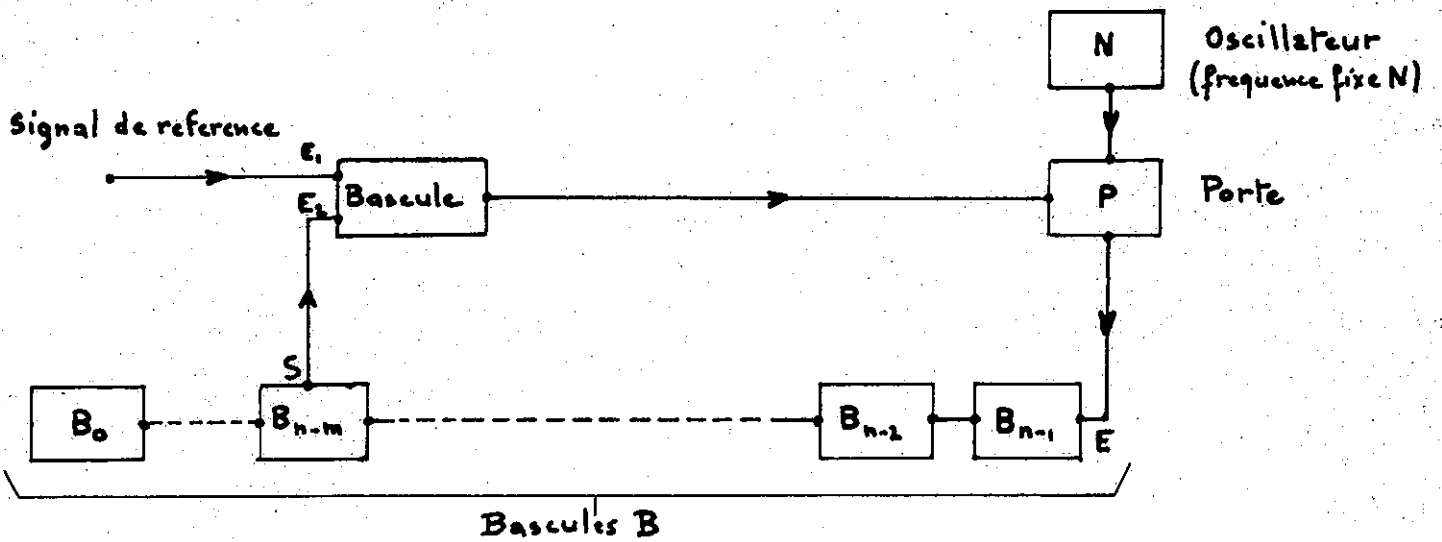 N
Oscillateur
(frequence fixe N)
Signal de reference
E₁
Bascule
E₂
P
Porte
S
B₀
Bₙ₋ₘ
Bₙ₋₂
Bₙ₋₁
E
Bascules B